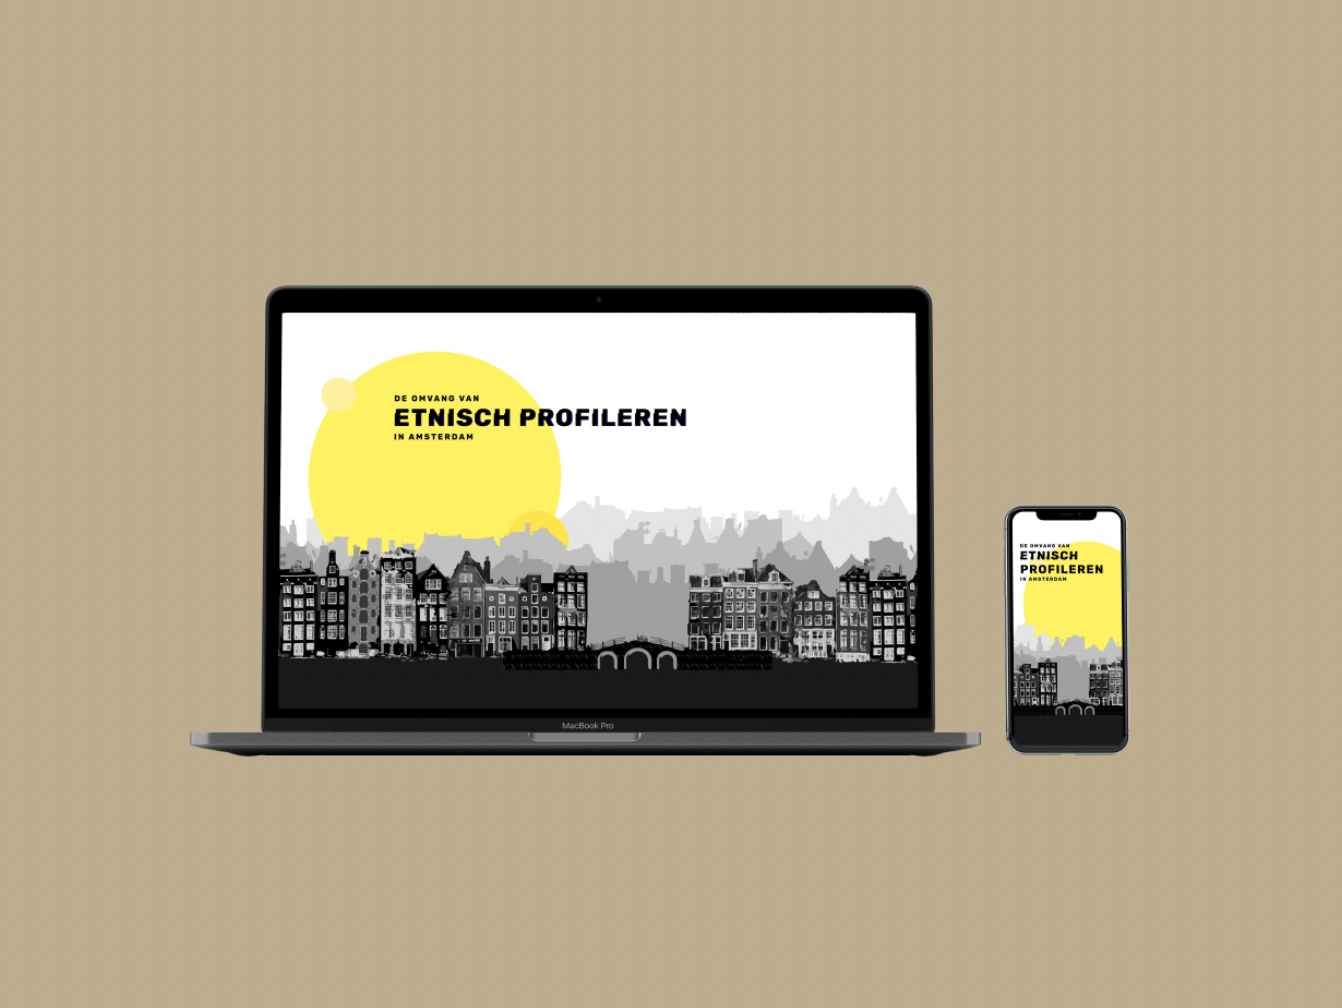 DE OMVANG VAN
ETNISCH PROFILEREN
IN AMSTERDAM
MacBook Pro
DE OMVANG VAN
ETNISCH
PROFILEREN
IN AMSTERDAM